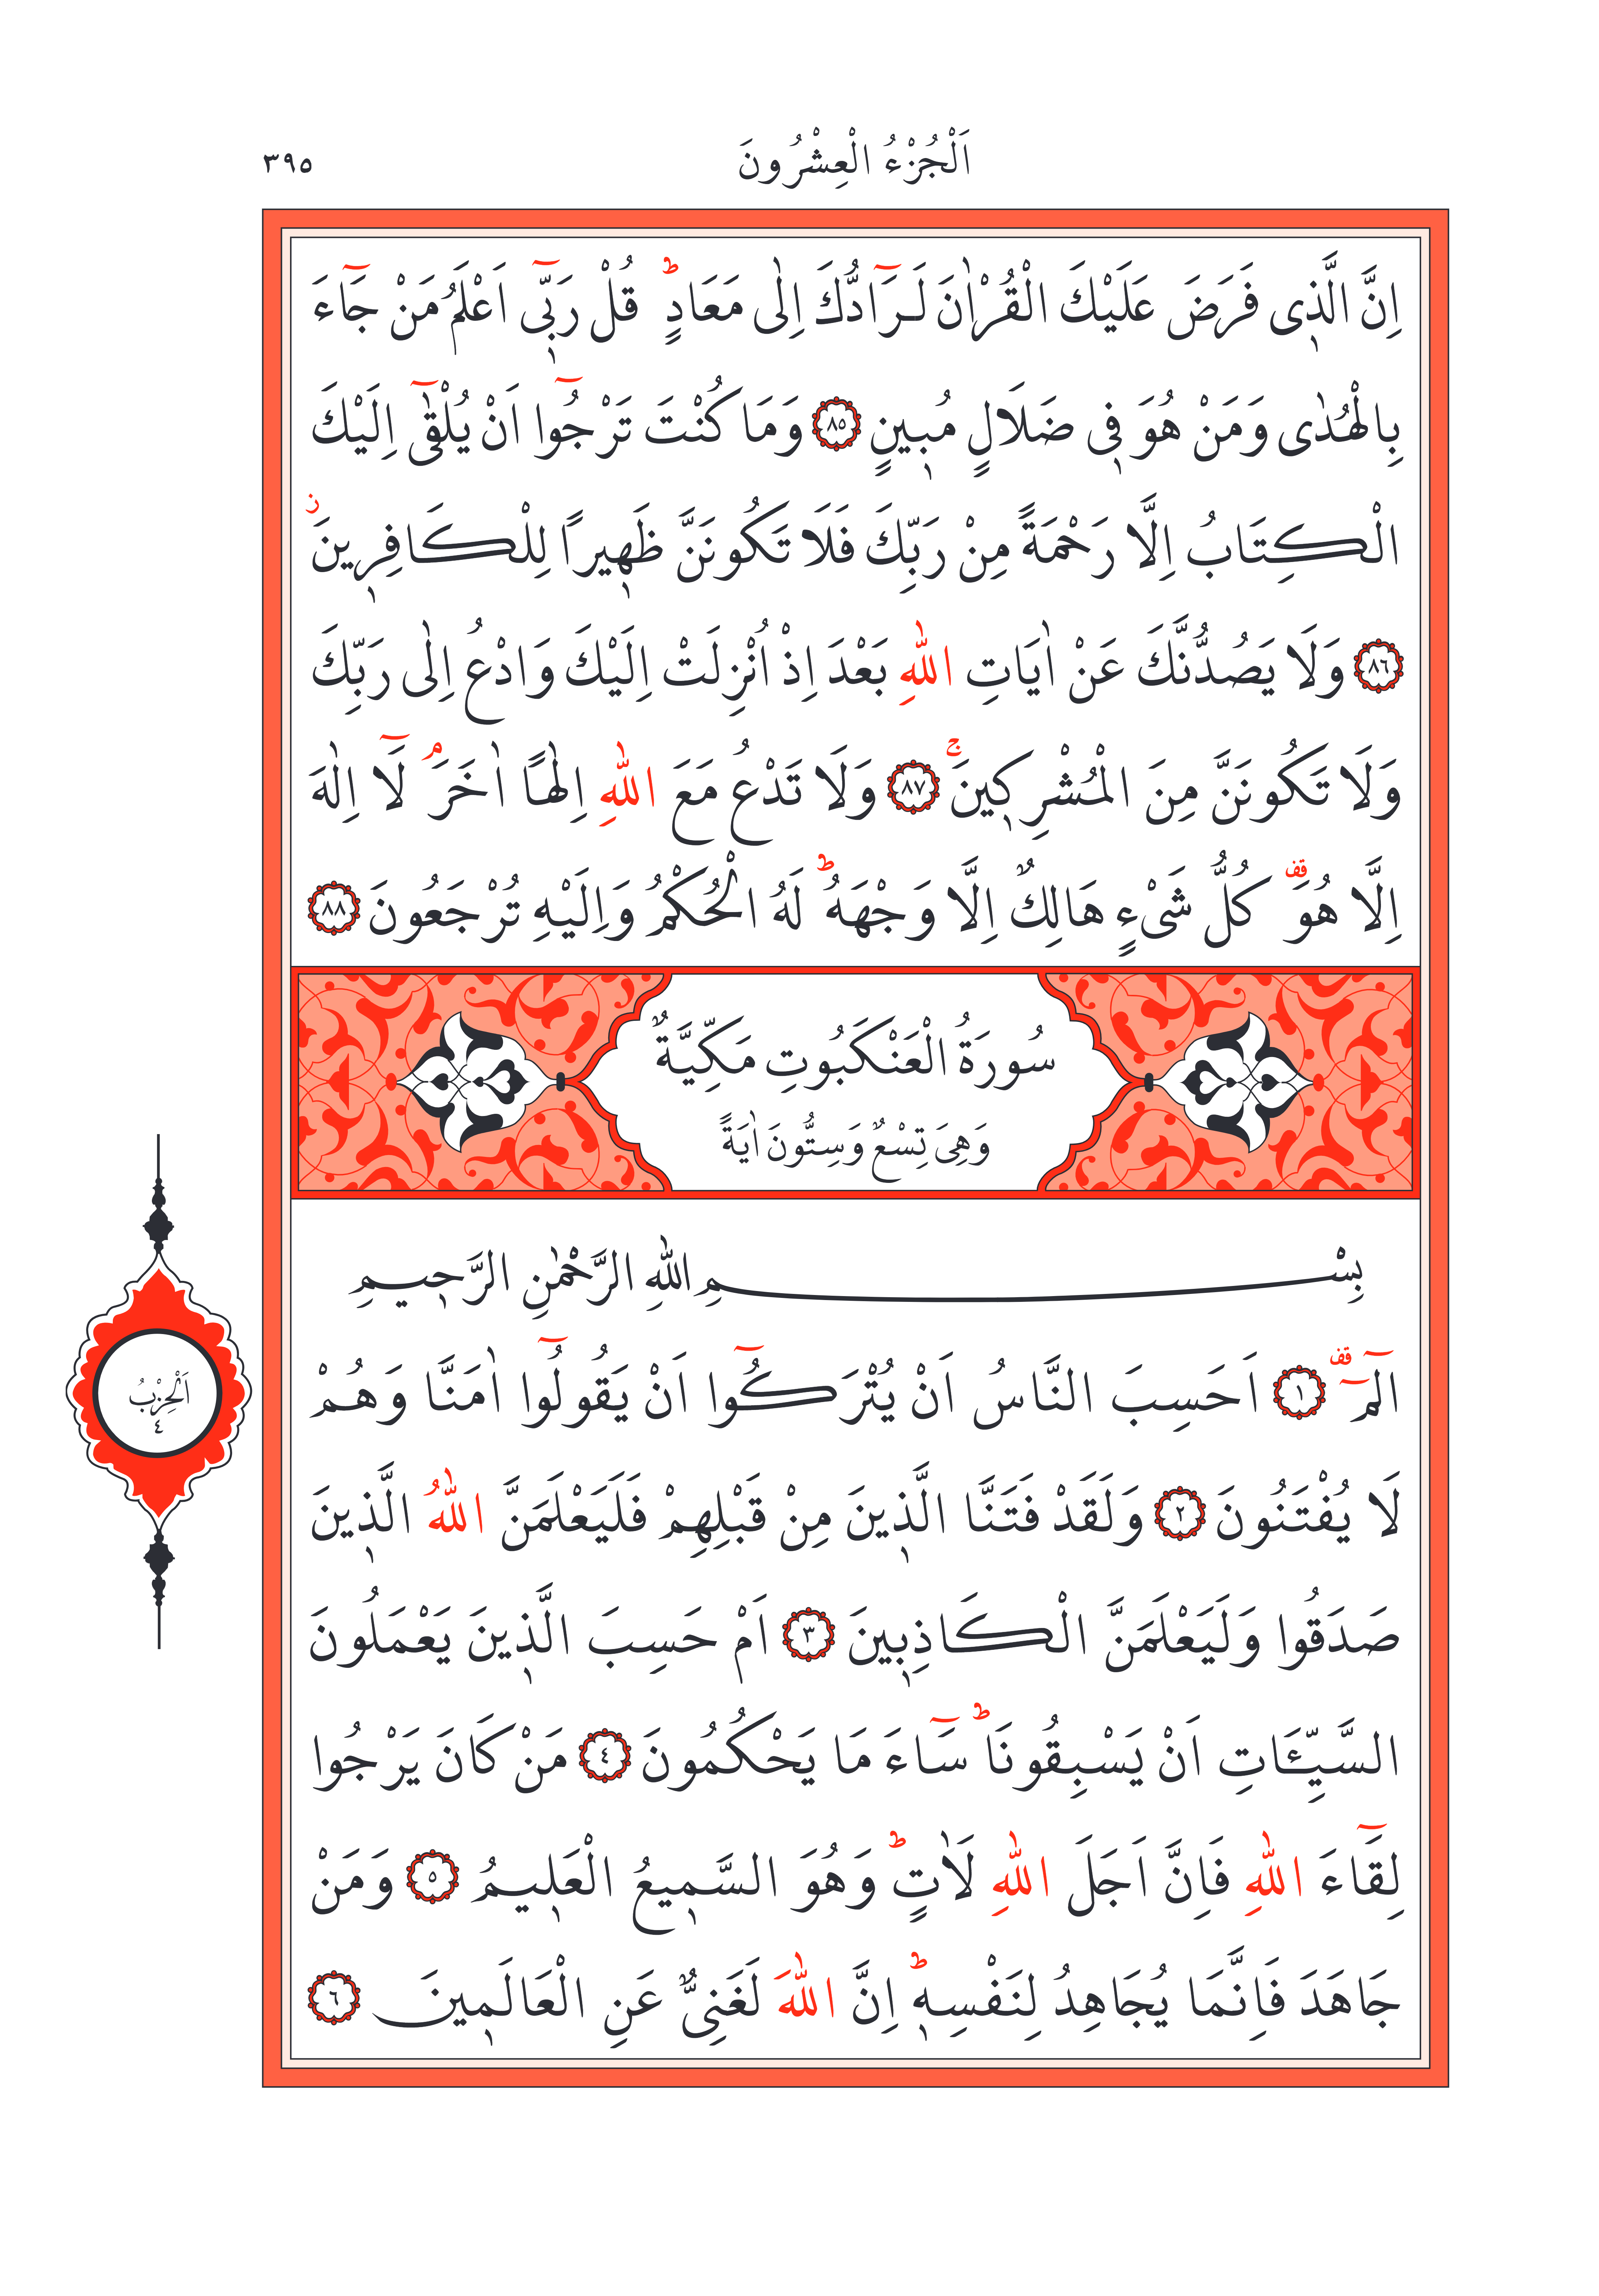 اَلْجُزْءُ الْعِشْرُونَ
٣٩٥
اِنَّ الَّذ۪ى فَرَضَ عَلَيْكَ الْقُرْاٰنَ لَرَٓادُّكَ اِلٰى مَعَادٍۜ قُلْ رَبّ۪ٓى اَعْلَمُ مَنْ جَٓاءَ
بِالْهُدٰى وَمَنْ هُوَ ف۪ى ضَلَالٍ مُب۪ينٍ ﴿٨٥﴾ وَمَا كُنْتَ تَرْجُٓوا اَنْ يُلْقٰٓى اِلَيْكَ
الْكِتَابُ اِلَّا رَحْمَةً مِنْ رَبِّكَ فَلَا تَكُونَنَّ ظَه۪يرًا لِلْكَافِر۪ينَۘ
﴿٨٦﴾ وَلَا يَصُدُّنَّكَ عَنْ اٰيَاتِ اللّٰهِ بَعْدَ اِذْ اُنْزِلَتْ اِلَيْكَ وَادْعُ اِلٰى رَبِّكَ
وَلَا تَكُونَنَّ مِنَ الْمُشْرِك۪ينَۚ ﴿٨٧﴾ وَلَا تَدْعُ مَعَ اللّٰهِ اِلٰهًا اٰخَرَۢ لَٓا اِلٰهَ
اِلَّا هُوَ۠ كُلُّ شَىْءٍ هَالِكٌ اِلَّا وَجْهَهُۜ لَهُ الْحُكْمُ وَاِلَيْهِ تُرْجَعُونَ ﴿٨٨﴾
سُورَةُ الْعَنْكَبُوتِ مَكِّيَّةٌ
وَهِىَ تِسْعٌ وَسِتُّونَ اٰيَةً
بِسْمِ اللّٰهِ الرَّحْمٰنِ الرَّح۪يمِ
الٓمٓ۠ ﴿١﴾ اَحَسِبَ النَّاسُ اَنْ يُتْرَكُٓوا اَنْ يَقُولُٓوا اٰمَنَّا وَهُمْ
لَا يُفْتَنُونَ ﴿٢﴾ وَلَقَدْ فَتَنَّا الَّذ۪ينَ مِنْ قَبْلِهِمْ فَلَيَعْلَمَنَّ اللّٰهُ الَّذ۪ينَ
صَدَقُوا وَلَيَعْلَمَنَّ الْكَاذِب۪ينَ ﴿٣﴾ اَمْ حَسِبَ الَّذ۪ينَ يَعْمَلُونَ
السَّيِّـَٔاتِ اَنْ يَسْبِقُونَاۜ سَٓاءَ مَا يَحْكُمُونَ ﴿٤﴾ مَنْ كَانَ يَرْجُوا
لِقَٓاءَ اللّٰهِ فَاِنَّ اَجَلَ اللّٰهِ لَاٰتٍۜ وَهُوَ السَّم۪يعُ الْعَل۪يمُ ﴿٥﴾ وَمَنْ
جَاهَدَ فَاِنَّمَا يُجَاهِدُ لِنَفْسِه۪ۜ اِنَّ اللّٰهَ لَغَنِىٌّ عَنِ الْعَالَم۪ينَ ﴿٦﴾
اَلْحِزْبُ
٤